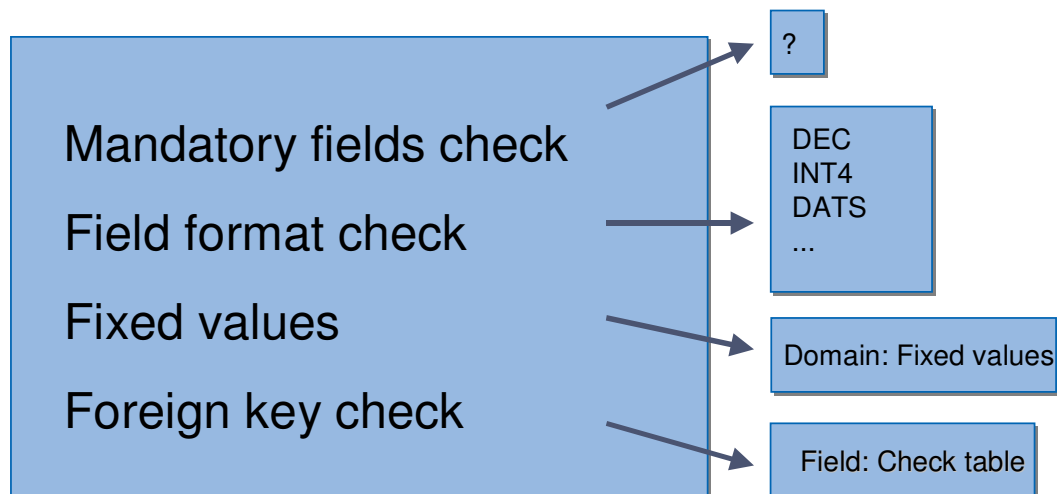 Mandatory fields check
Field format check
Fixed values
Foreign key check
?
DEC
INT4
DATS
...
Domain: Fixed values
Field: Check table